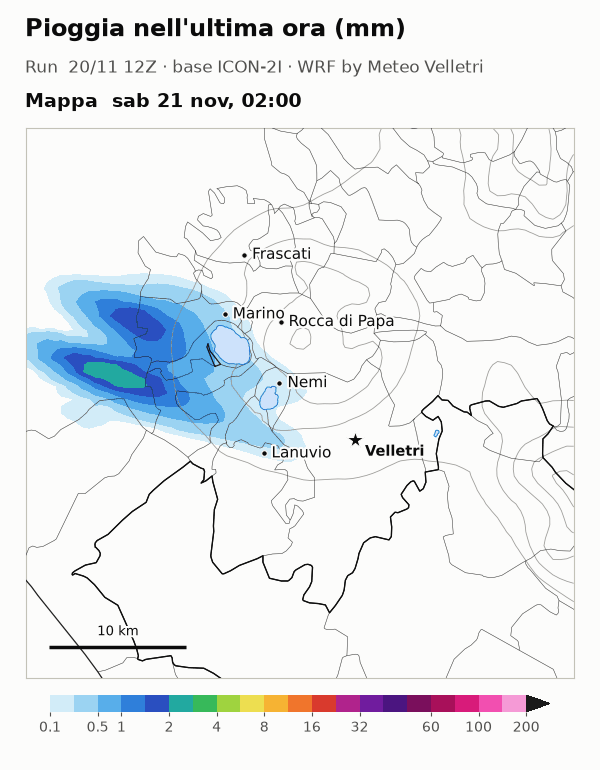 Pioggia nell'ultima ora (mm)
Run  20/11 12Z · base ICON-2I · WRF by Meteo Velletri
Mappa  sab 21 nov, 02:00
Frascati
Marino
Rocca di Papa
Nemi
Velletri
Lanuvio
10 km
0.1 0.5 1 2 4 8 16 32 60 100 200